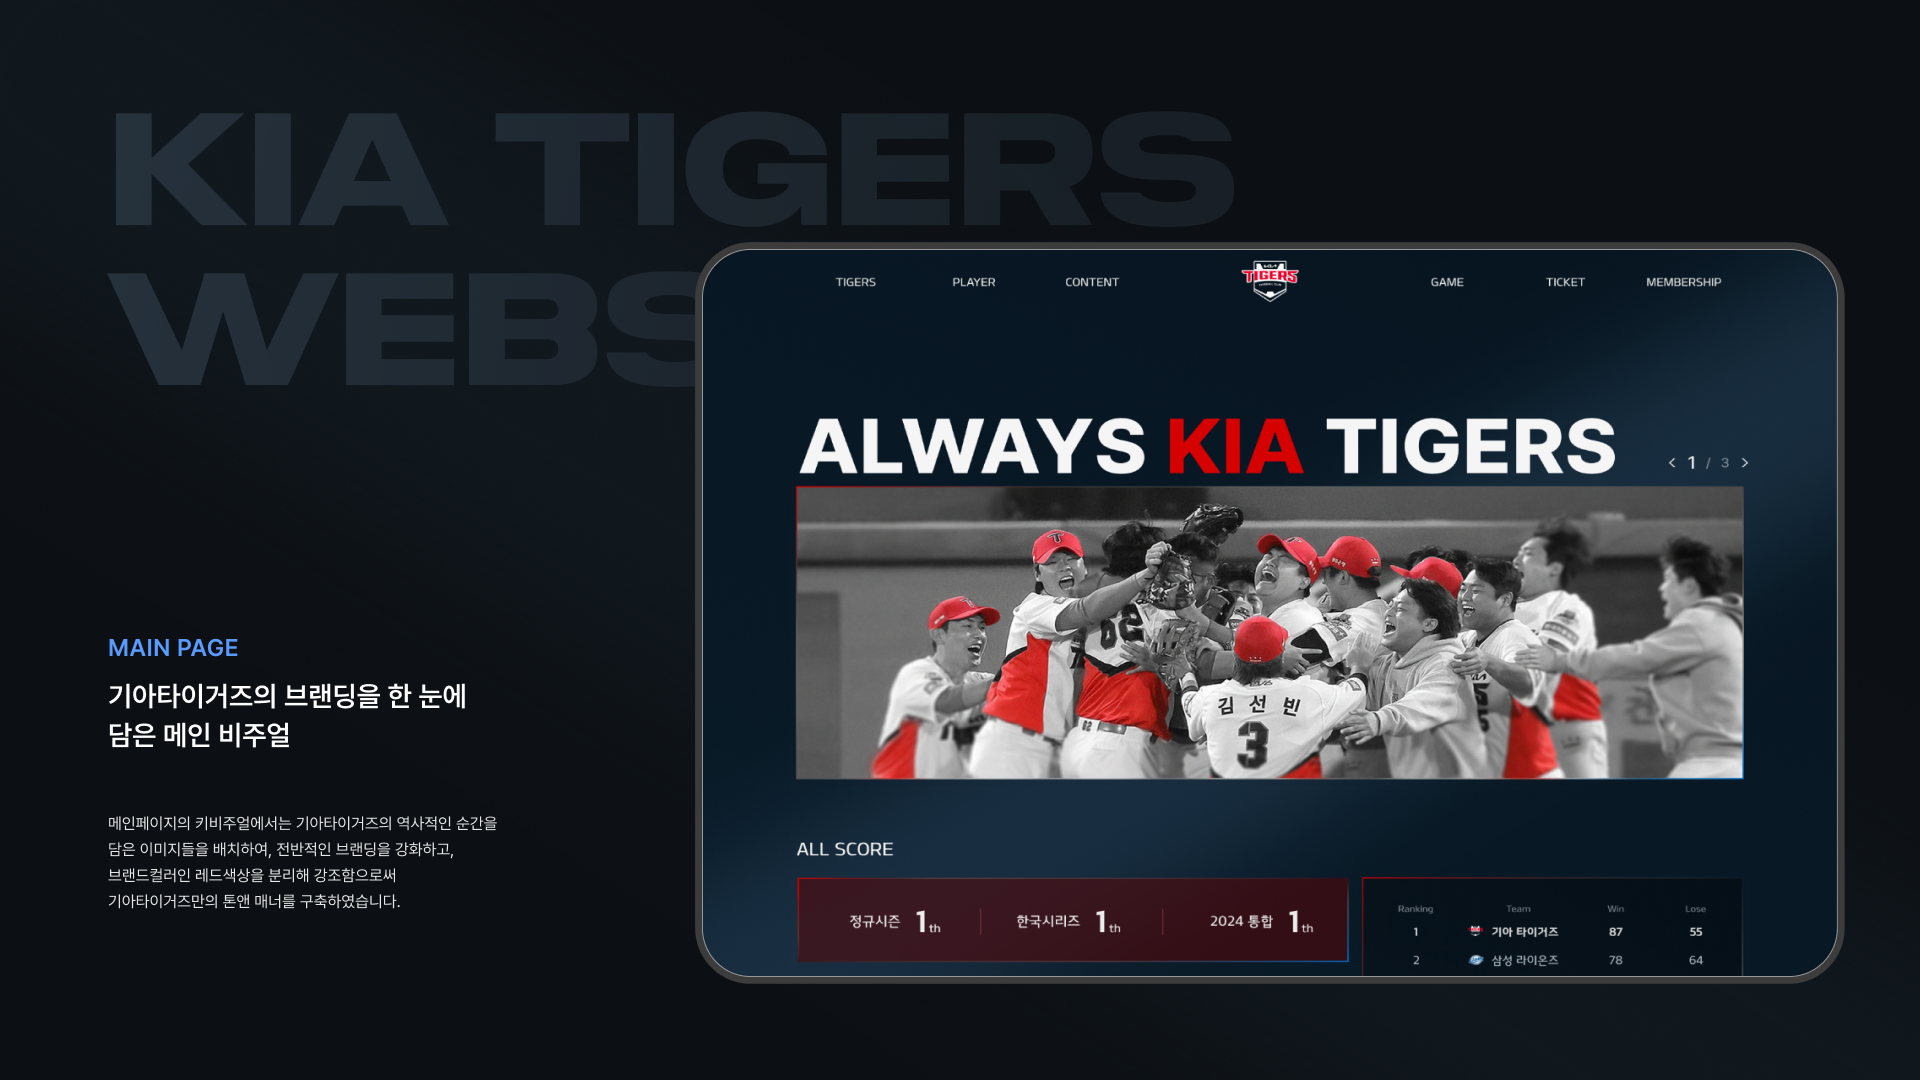 KIA TIGERS
WEBS
TIGERS PLAYER CONTENT TIGERS GAME TICKET MEMBERSHIP
ALWAYS KIA TIGERS
< 1 / 3 >
62
62
김선빈
3
MAIN PAGE
기아타이거즈의 브랜딩을 한 눈에
담은 메인 비주얼
메인페이지의 키비주얼에서는 기아타이거즈의 역사적인 순간을
담은 이미지들을 배치하여, 전반적인 브랜딩을 강화하고,
브랜드컬러인 레드색상을 분리해 강조함으로써
기아타이거즈만의 톤앤 매너를 구축하였습니다.
ALL SCORE
정규시즌 1th 한국시리즈 1th 2024 통합 1th
Ranking Team Win Lose
1 기아 타이거즈 87 55
2 삼성 라이온즈 78 64